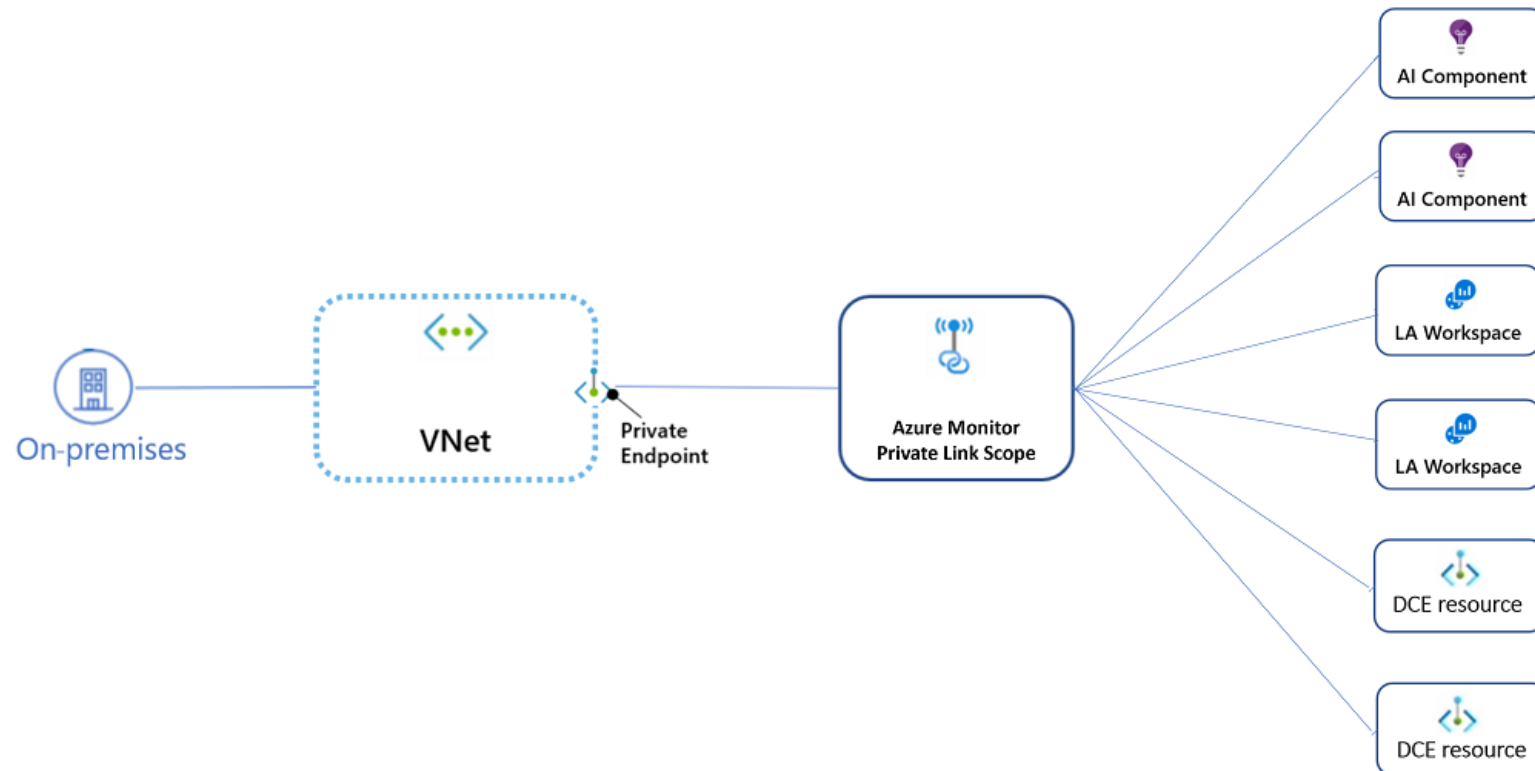 AI Component
AI Component
LA Workspace
On-premises
VNet
Private
Endpoint
Azure Monitor
Private Link Scope
LA Workspace
DCE resource
DCE resource